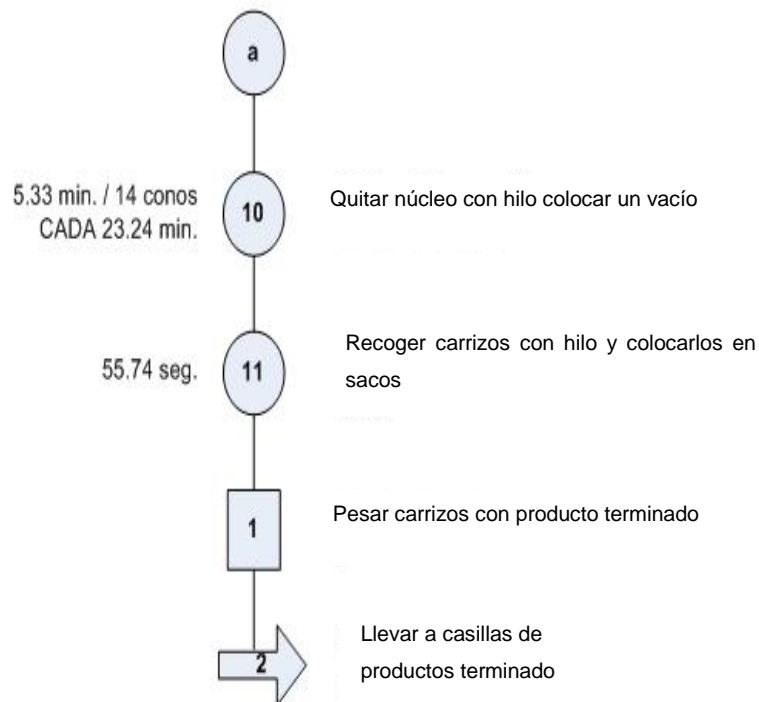 a
5.33 min. / 14 conos
CADA 23.24 min.
10
Quitar núcleo con hilo colocar un vacío
55.74 seg.
11
Recoger carrizos con hilo y colocarlos en
sacos
1
Pesar carrizos con producto terminado
2
Llevar a casillas de
productos terminado